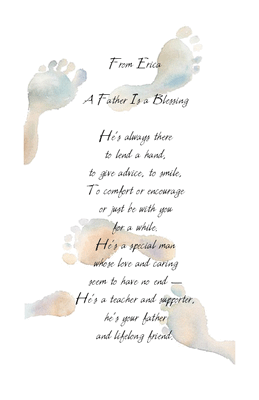 From Erica
A Father Is a Blessing
He's always there
to lend a hand,
to give advice, to smile,
To comfort or encourage
or just be with you
for a while.
He's a special man
whose love and caring
seem to have no end —
He's a teacher and supporter,
he's your father
and lifelong friend.